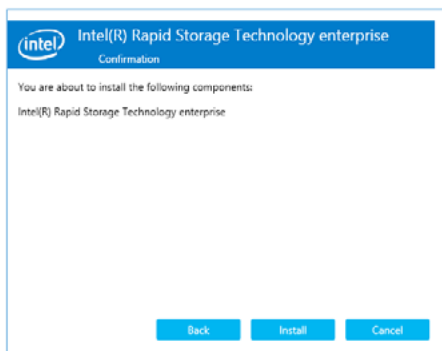 intel
Intel(R) Rapid Storage Technology enterprise
Confirmation
You are about to install the following components:
Intel(R) Rapid Storage Technology enterprise
Back Install Cancel